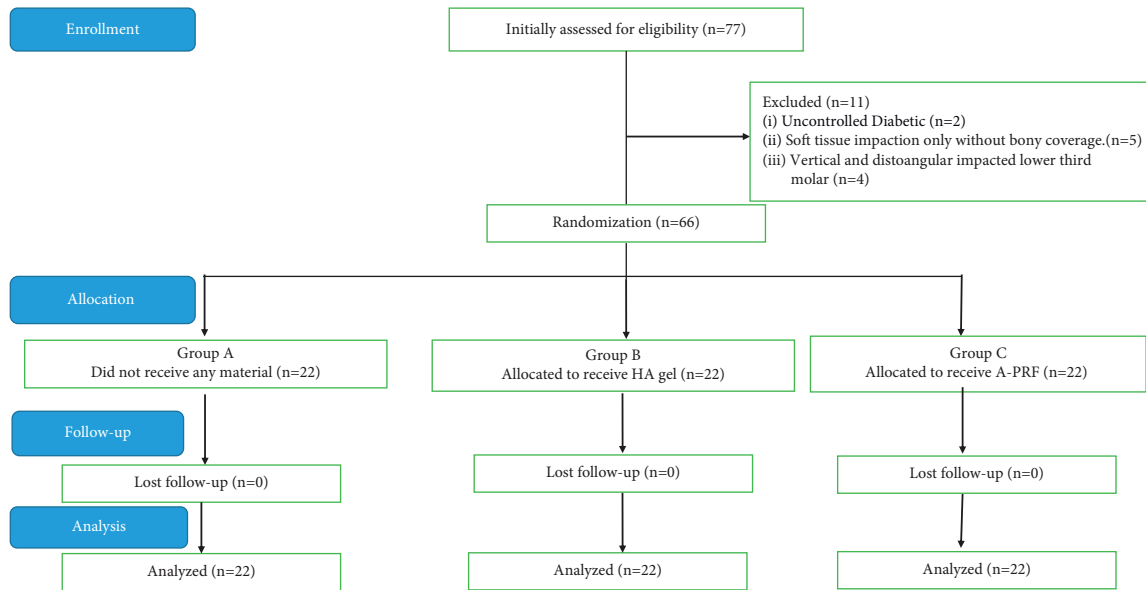 Enrollment
Initially assessed for eligibility (n=77)
Excluded (n=11)
(i) Uncontrolled Diabetic (n=2)
(ii) Soft tissue impaction only without bony coverage.(n=5)
(iii) Vertical and distoangular impacted lower third
molar (n=4)
Randomization (n=66)
Allocation
Group A
Did not receive any material (n=22)
Group B
Allocated to receive HA gel (n=22)
Group C
Allocated to receive A-PRF (n=22)
Follow-up
Lost follow-up (n=0)
Lost follow-up (n=0)
Lost follow-up (n=0)
Analysis
Analyzed (n=22)
Analyzed (n=22)
Analyzed (n=22)